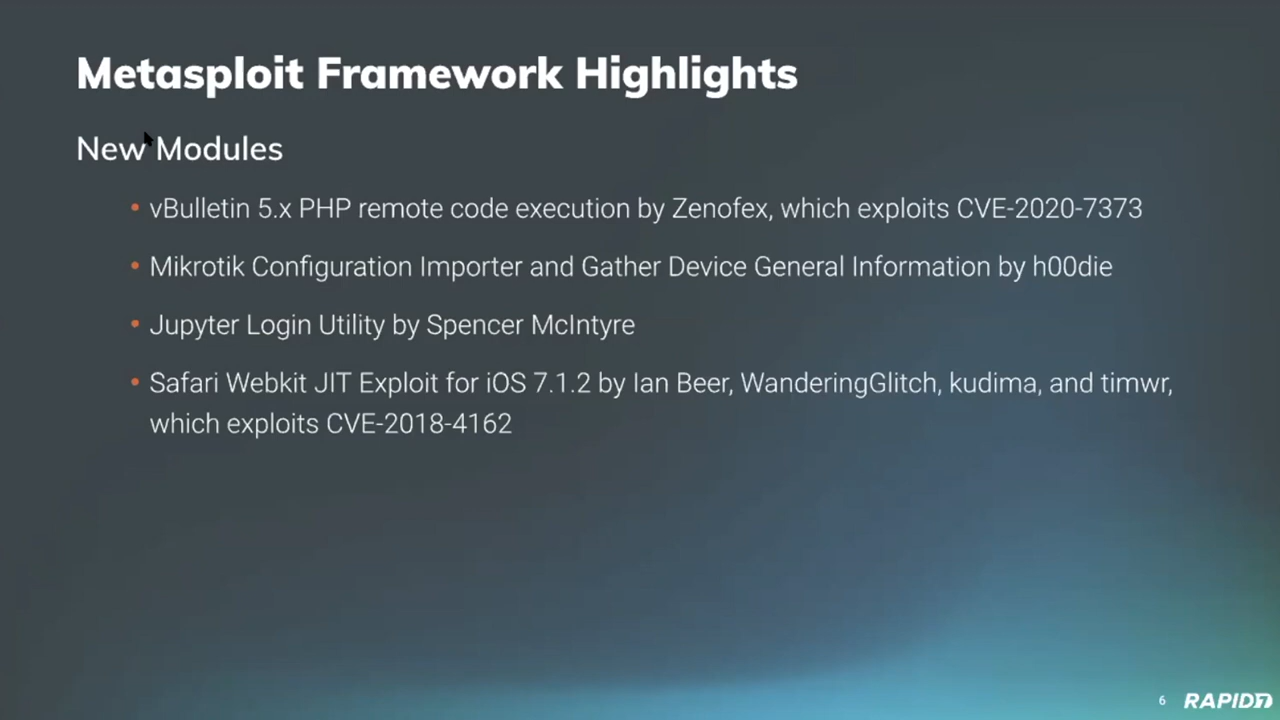 Metasploit Framework Highlights
New Modules
• vBulletin 5.x PHP remote code execution by Zenofex, which exploits CVE-2020-7373
• Mikrotik Configuration Importer and Gather Device General Information by h00die
• Jupyter Login Utility by Spencer McIntyre
• Safari Webkit JIT Exploit for iOS 7.1.2 by Ian Beer, WanderingGlitch, kudima, and timwr,
which exploits CVE-2018-4162
6 RAPID7